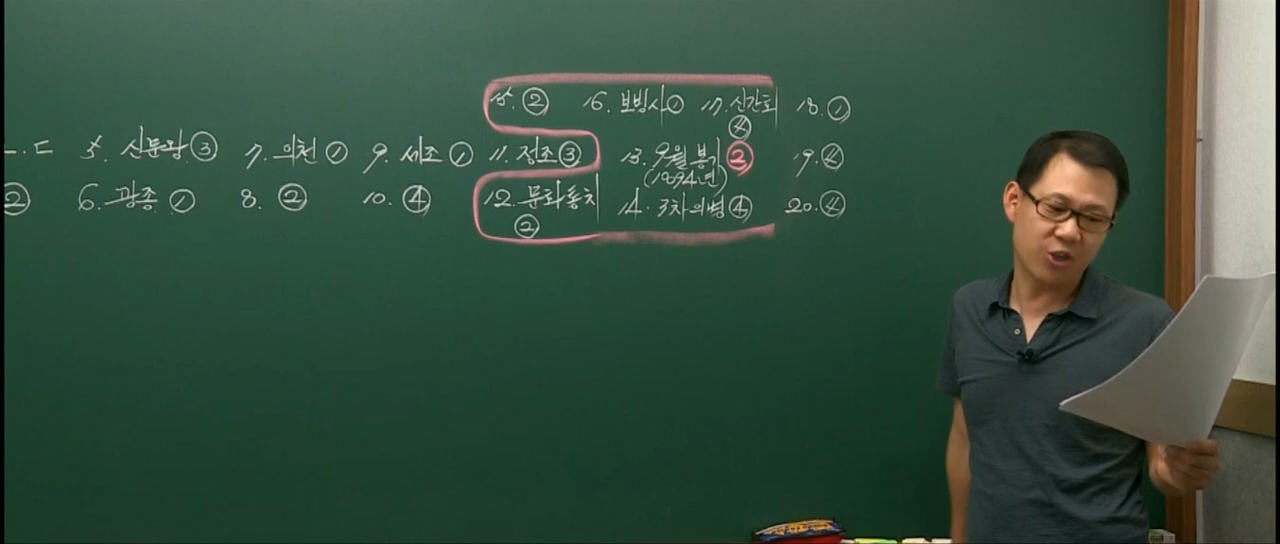 15. ② 16. 보빙사① 17. 신간회 18. ①
④
ㄴ.ㄷ 5. 신문왕③ 7. 의천① 9. 세조① 11. 정조③ 13. 9월 봉기② 19. ④
(1894년)
② 6. 광종① 8. ② 10. ④ 12. 문화통치 14. 3차의병④ 20. ④
②